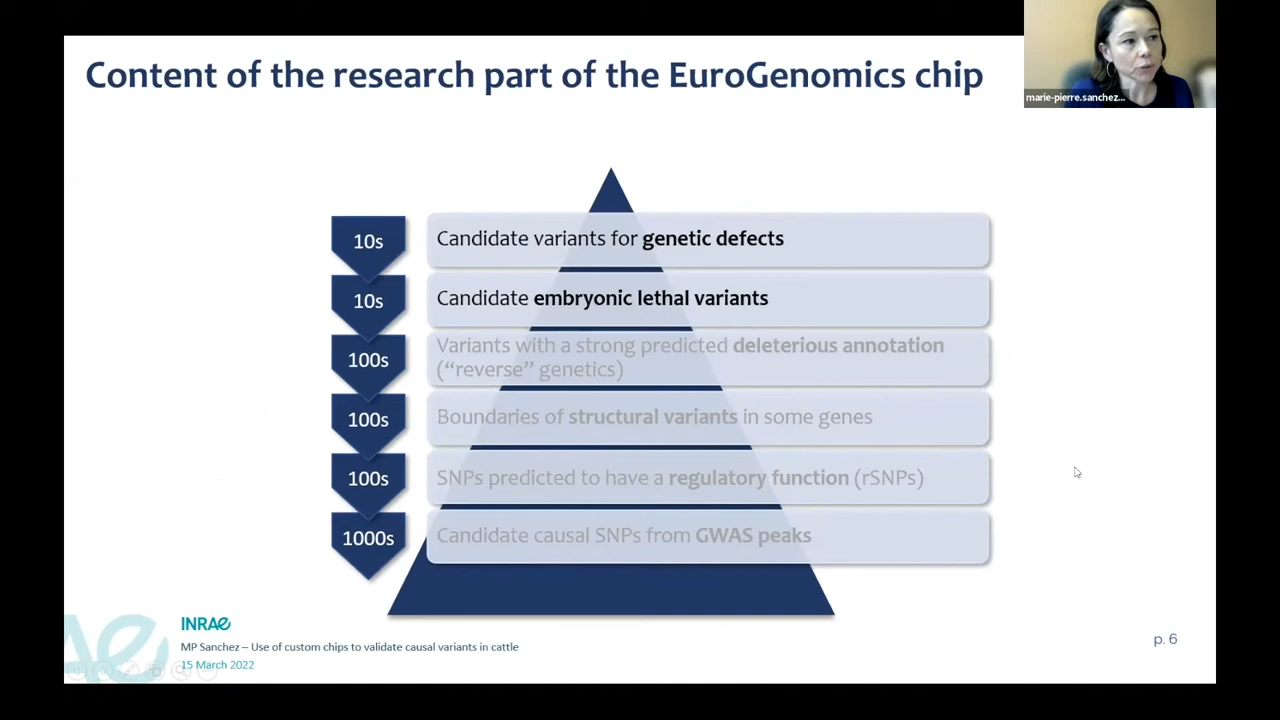 Content of the research part of the EuroGenomics chip
marie-pierre.sanchez...
10s
Candidate variants for genetic defects
10s
Candidate embryonic lethal variants
100s
Variants with a strong predicted deleterious annotation
(“reverse” genetics)
100s
Boundaries of structural variants in some genes
100s
SNPs predicted to have a regulatory function (rSNPs)
1000s
Candidate causal SNPs from GWAS peaks
INRAE
MP Sanchez – Use of custom chips to validate causal variants in cattle
15 March 2022
p. 6